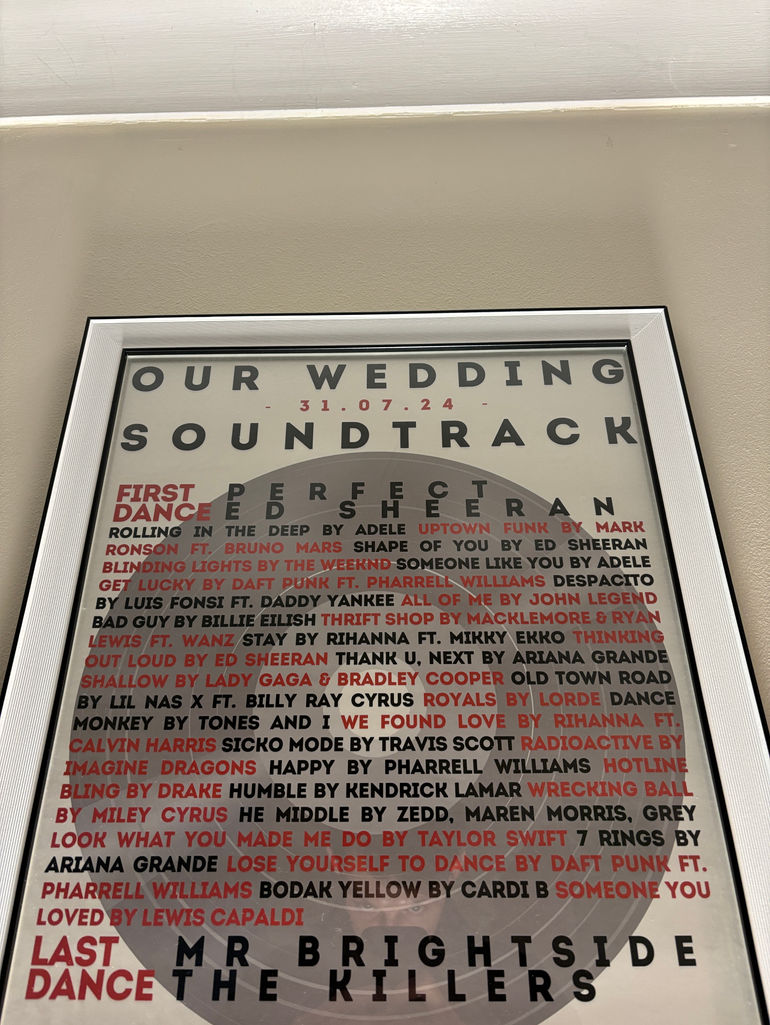 OUR WEDDING
- 31.07.24 -
SOUNDTRACK
FIRST PERFECT
DANCE ED SHEERAN
ROLLING IN THE DEEP BY ADELE UPTOWN FUNK BY MARK
RONSON FT. BRUNO MARS SHAPE OF YOU BY ED SHEERAN
BLINDING LIGHTS BY THE WEEKND SOMEONE LIKE YOU BY ADELE
GET LUCKY BY DAFT PUNK FT. PHARRELL WILLIAMS DESPACITO
BY LUIS FONSI FT. DADDY YANKEE ALL OF ME BY JOHN LEGEND
BAD GUY BY BILLIE EILISH THRIFT SHOP BY MACKLEMORE & RYAN
LEWIS FT. WANZ STAY BY RIHANNA FT. MIKKY EKKO THINKING
OUT LOUD BY ED SHEERAN THANK U, NEXT BY ARIANA GRANDE
SHALLOW BY LADY GAGA & BRADLEY COOPER OLD TOWN ROAD
BY LIL NAS X FT. BILLY RAY CYRUS ROYALS BY LORDE DANCE
MONKEY BY TONES AND I WE FOUND LOVE BY RIHANNA FT.
CALVIN HARRIS SICKO MODE BY TRAVIS SCOTT RADIOACTIVE BY
IMAGINE DRAGONS HAPPY BY PHARRELL WILLIAMS HOTLINE
BLING BY DRAKE HUMBLE BY KENDRICK LAMAR WRECKING BALL
BY MILEY CYRUS HE MIDDLE BY ZEDD, MAREN MORRIS, GREY
LOOK WHAT YOU MADE ME DO BY TAYLOR SWIFT 7 RINGS BY
ARIANA GRANDE LOSE YOURSELF TO DANCE BY DAFT PUNK FT.
PHARRELL WILLIAMS BODAK YELLOW BY CARDI B SOMEONE YOU
LOVED BY LEWIS CAPALDI
LAST MR BRIGHTSIDE
DANCE THE KILLERS